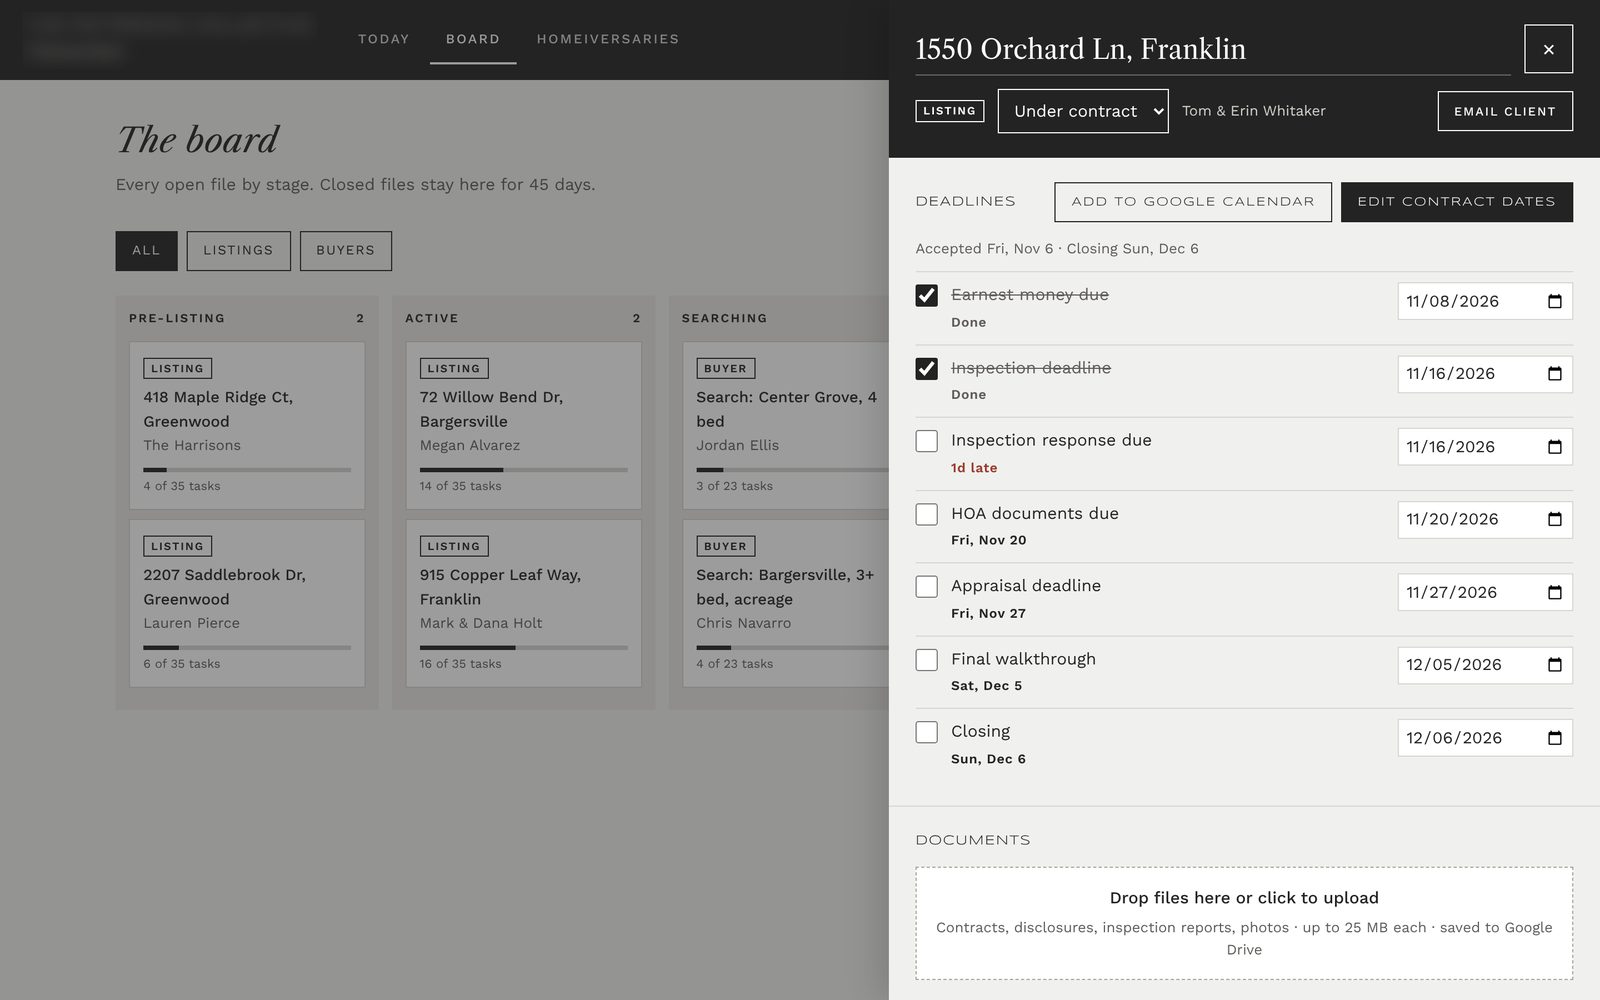 TODAY
BOARD
HOMEIVERSARIES
The board
Every open file by stage. Closed files stay here for 45 days.
ALL
LISTINGS
BUYERS
PRE-LISTING 2
LISTING
418 Maple Ridge Ct,
Greenwood
The Harrisons
4 of 35 tasks
LISTING
2207 Saddlebrook Dr,
Greenwood
Lauren Pierce
6 of 35 tasks
ACTIVE 2
LISTING
72 Willow Bend Dr,
Bargersville
Megan Alvarez
14 of 35 tasks
LISTING
915 Copper Leaf Way,
Franklin
Mark & Dana Holt
16 of 35 tasks
SEARCHING
BUYER
Search: Center Grove, 4
bed
Jordan Ellis
3 of 23 tasks
BUYER
Search: Bargersville, 3+
bed, acreage
Chris Navarro
4 of 23 tasks
1550 Orchard Ln, Franklin
×
LISTING
Under contract
Tom & Erin Whitaker
EMAIL CLIENT
DEADLINES
ADD TO GOOGLE CALENDAR
EDIT CONTRACT DATES
Accepted Fri, Nov 6 · Closing Sun, Dec 6
Earnest money due
Done
11/08/2026
Inspection deadline
Done
11/16/2026
Inspection response due
1d late
11/16/2026
HOA documents due
Fri, Nov 20
11/20/2026
Appraisal deadline
Fri, Nov 27
11/27/2026
Final walkthrough
Sat, Dec 5
12/05/2026
Closing
Sun, Dec 6
12/06/2026
DOCUMENTS
Drop files here or click to upload
Contracts, disclosures, inspection reports, photos · up to 25 MB each · saved to Google
Drive